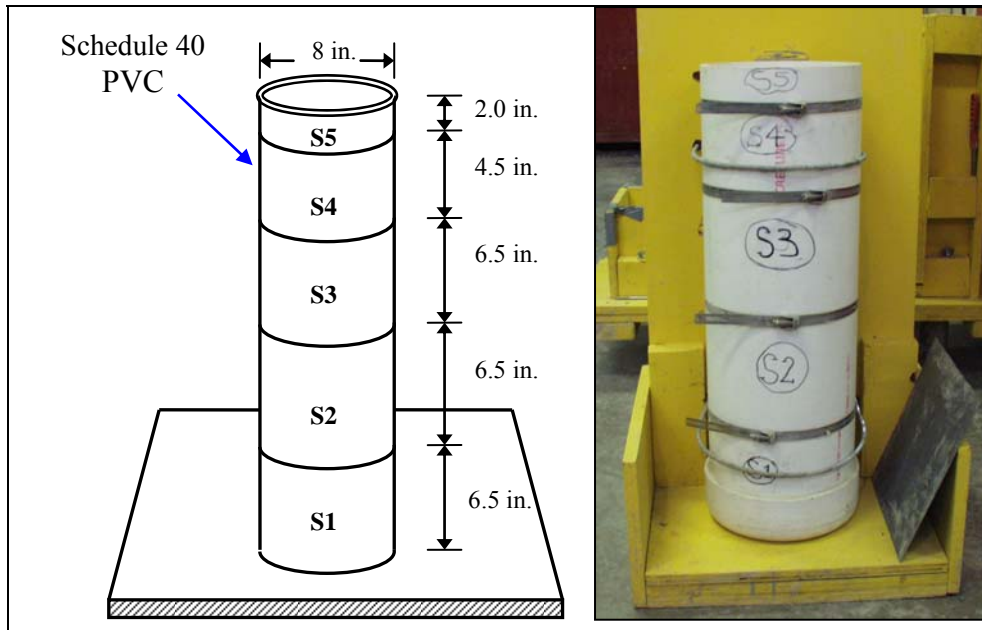 Schedule 40
PVC
8 in.
2.0 in.
4.5 in.
6.5 in.
6.5 in.
6.5 in.
S5
S4
S3
S2
S1
S5
S4
S3
S2
S1